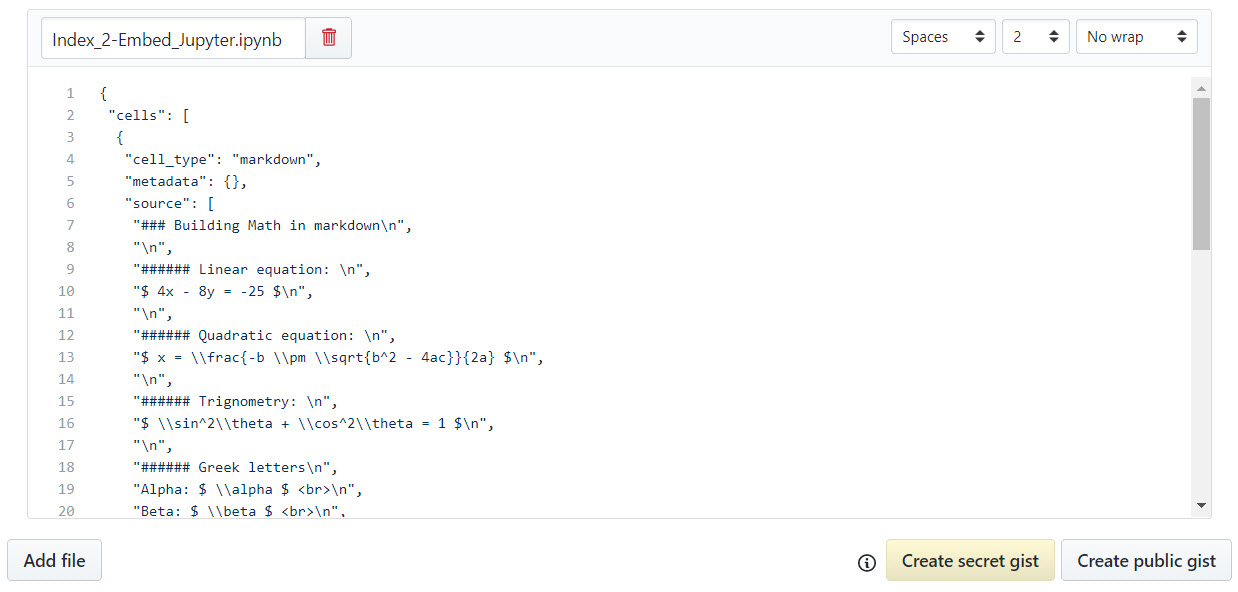 Index_2-Embed_Jupyter.ipynb Spaces 2 No wrap
1 {
2 "cells": [
3 {
4 "cell_type": "markdown",
5 "metadata": {},
6 "source": [
7 "### Building Math in markdown\n",
8 "\n",
9 "###### Linear equation: \n",
10 "$ 4x - 8y = -25 $\n",
11 "\n",
12 "###### Quadratic equation: \n",
13 "$ x = \\frac{-b \\pm \\sqrt{b^2 - 4ac}}{2a} $\n",
14 "\n",
15 "###### Trignometry: \n",
16 "$ \\sin^2\\theta + \\cos^2\\theta = 1 $\n",
17 "\n",
18 "###### Greek letters\n",
19 "Alpha: $ \\alpha $ <br>\n",
20 "Beta: $ \\beta $ <br>\n",
Add file Create secret gist Create public gist